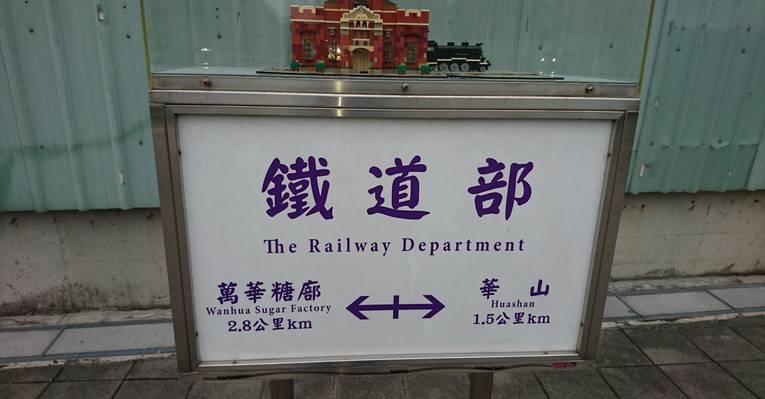 鐵道部
The Railway Department
萬華糖廍
Wanhua Sugar Factory
2.8公里km
華山
Huashan
1.5公里km